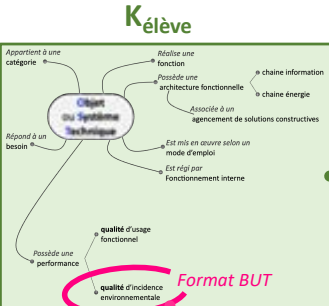 Kélève
Appartient à une
catégorie
Réalise une
fonction
Possède une
architecture fonctionnelle
chaine information
chaine énergie
Associée à un
agencement de solutions constructives
Objet
ou Système
Technique
Répond à un
besoin
Est mis en œuvre selon un
mode d'emploi
Est régi par
Fonctionnement interne
qualité d'usage
fonctionnel
Possède une
performance
Format BUT
qualité d'incidence
environnementale